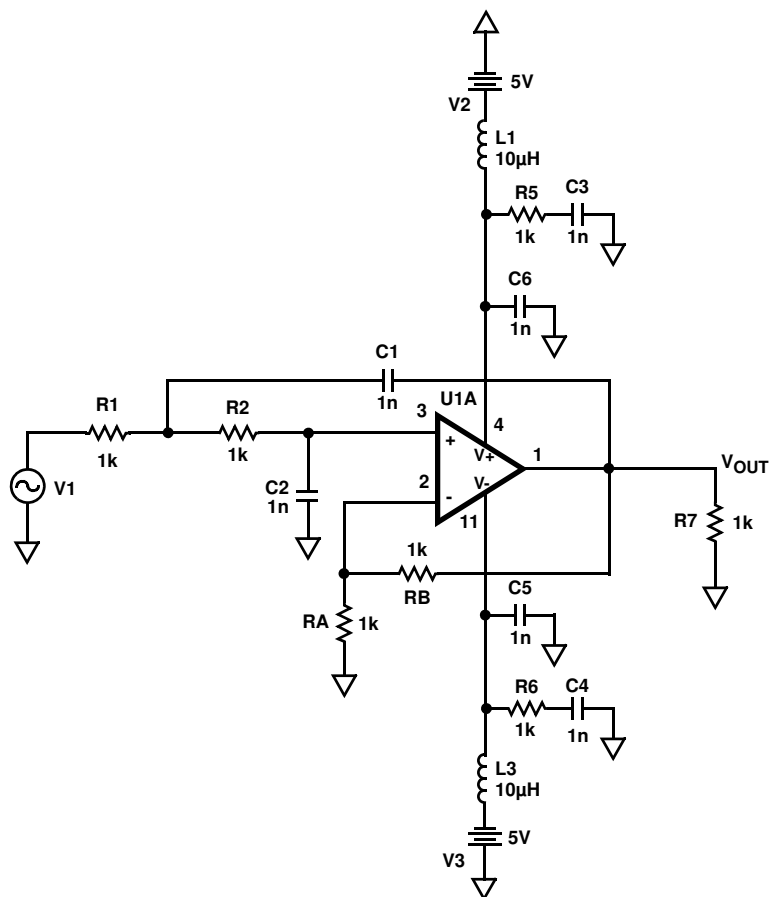 5V
V2
L1
10µH
R5
C3
1k
1n
C6
1n
C1
1n
U1A
R1
R2
3
4
1
+
V+
VOUT
1k
1k
V1
C2
1n
2
-
V-
11
R7
1k
1k
RB
RA
1k
C5
1n
R6
C4
1k
1n
L3
10µH
5V
V3